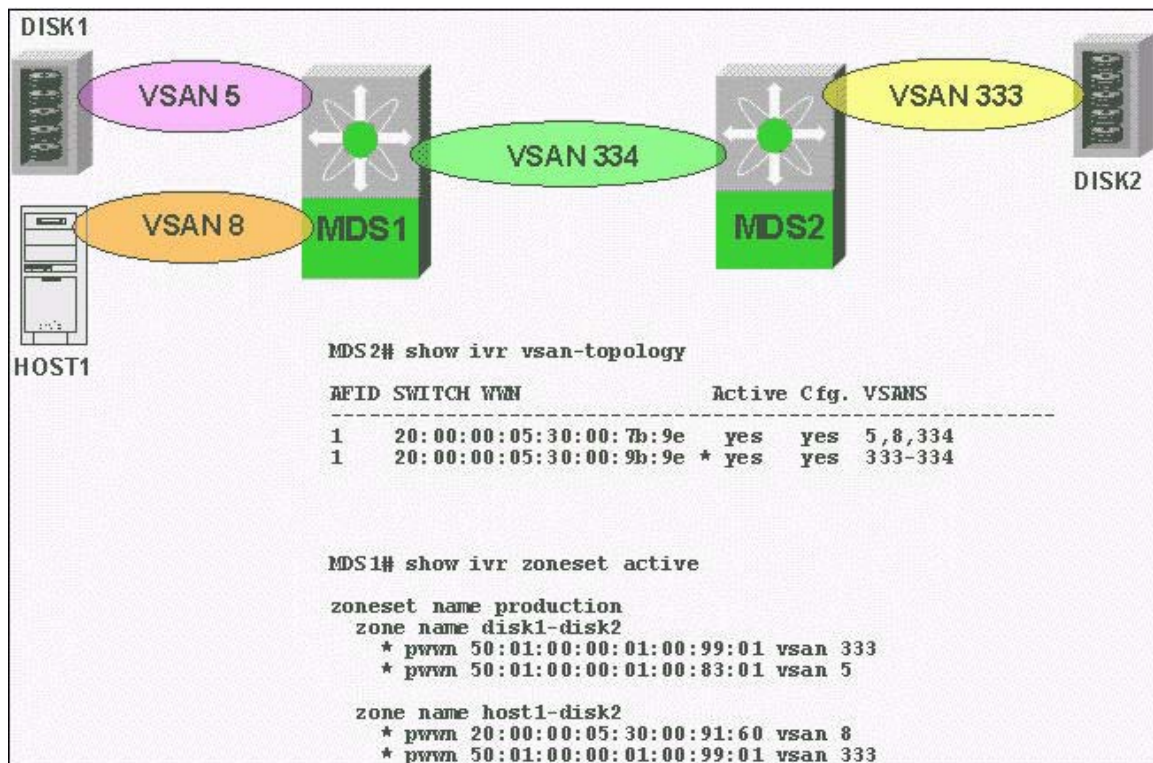 DISK1
VSAN 5
VSAN 333
VSAN 334
DISK2
VSAN 8
MDS1
MDS2
HOST1
MDS2# show ivr vsan-topology
AFID SWITCH WWN Active Cfg. VSANS
--------------------------------------------------------------
1 20:00:00:05:30:00:7b:9e yes yes 5,8,334
1 20:00:00:05:30:00:9b:9e * yes yes 333-334
MDS1# show ivr zoneset active
zoneset name production
zone name disk1-disk2
* pwwn 50:01:00:00:01:00:99:01 vsan 333
* pwwn 50:01:00:00:01:00:83:01 vsan 5
zone name host1-disk2
* pwwn 20:00:00:05:30:00:91:60 vsan 8
* pwwn 50:01:00:00:01:00:99:01 vsan 333